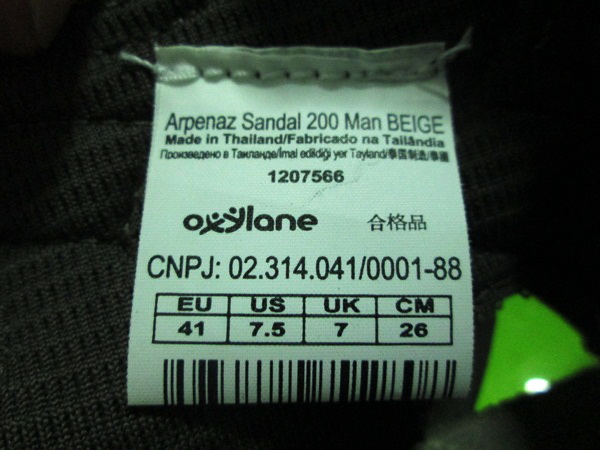 Arpenaz Sandal 200 Man BEIGE
Made in Thailand/Fabricado na Tailândia
Произведено в Таиланде/İmal edildiği yer Tayland/泰国制造/泰國
1207566
oxylane 合格品
CNPJ: 02.314.041/0001-88
EU US UK CM
41 7.5 7 26